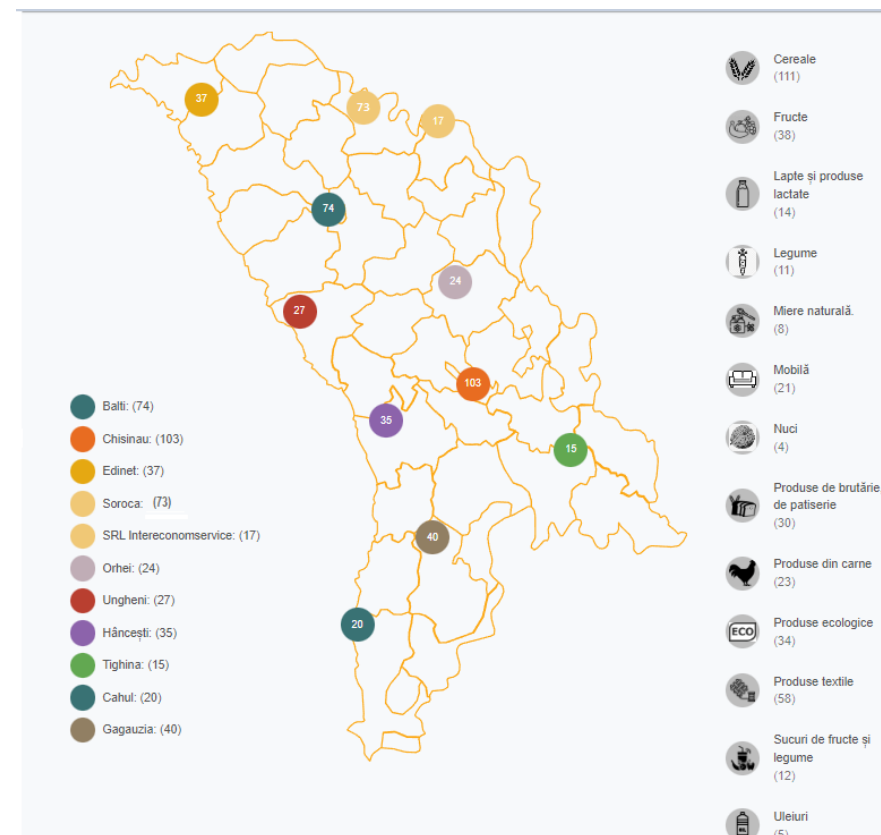 37
73
17
74
24
27
103
35
15
40
20
Balti: (74)
Chisinau: (103)
Edinet: (37)
Soroca: (73)
SRL Intereconomservice: (17)
Orhei: (24)
Ungheni: (27)
Hâncești: (35)
Tighina: (15)
Cahul: (20)
Gagauzia: (40)
Cereale
(111)
Fructe
(38)
Lapte și produse
lactate
(14)
Legume
(11)
Miere naturală.
(8)
Mobilă
(21)
Nuci
(4)
Produse de brutărie
de patiserie
(30)
Produse din carne
(23)
ECO
Produse ecologice
(34)
Produse textile
(58)
Sucuri de fructe și
legume
(12)
Uleiuri
(5)